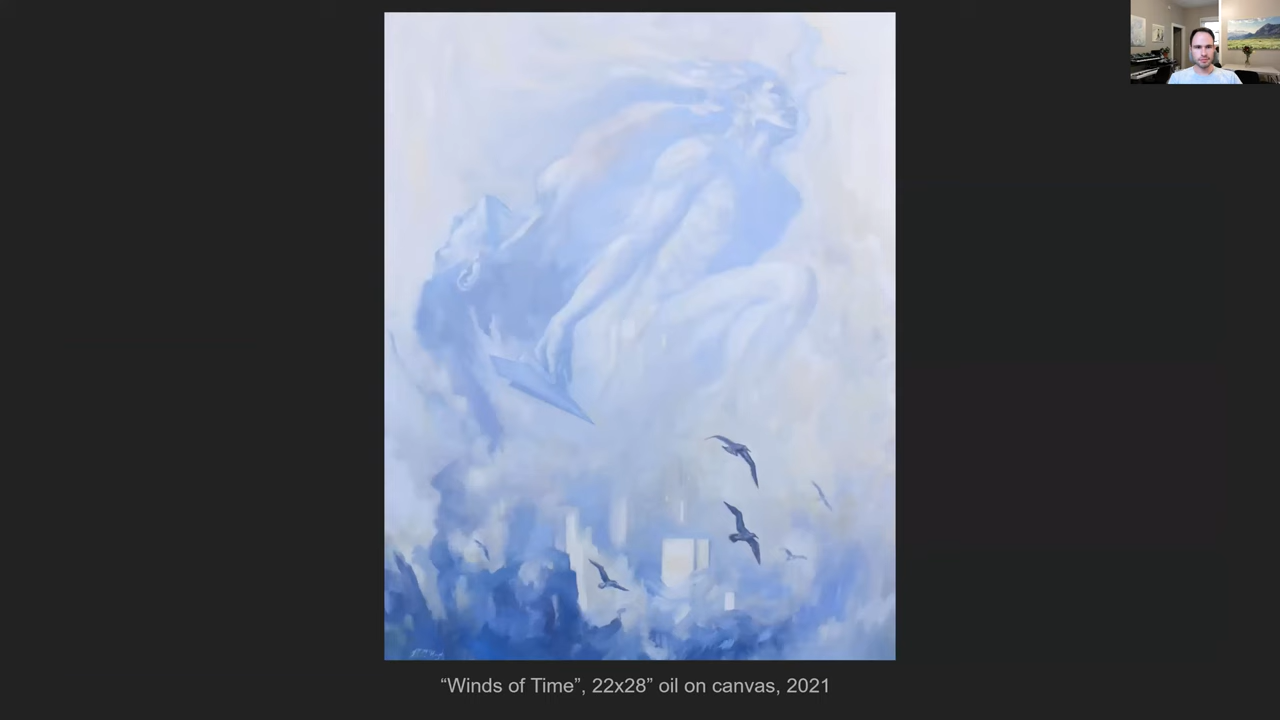 “Winds of Time”, 22x28” oil on canvas, 2021